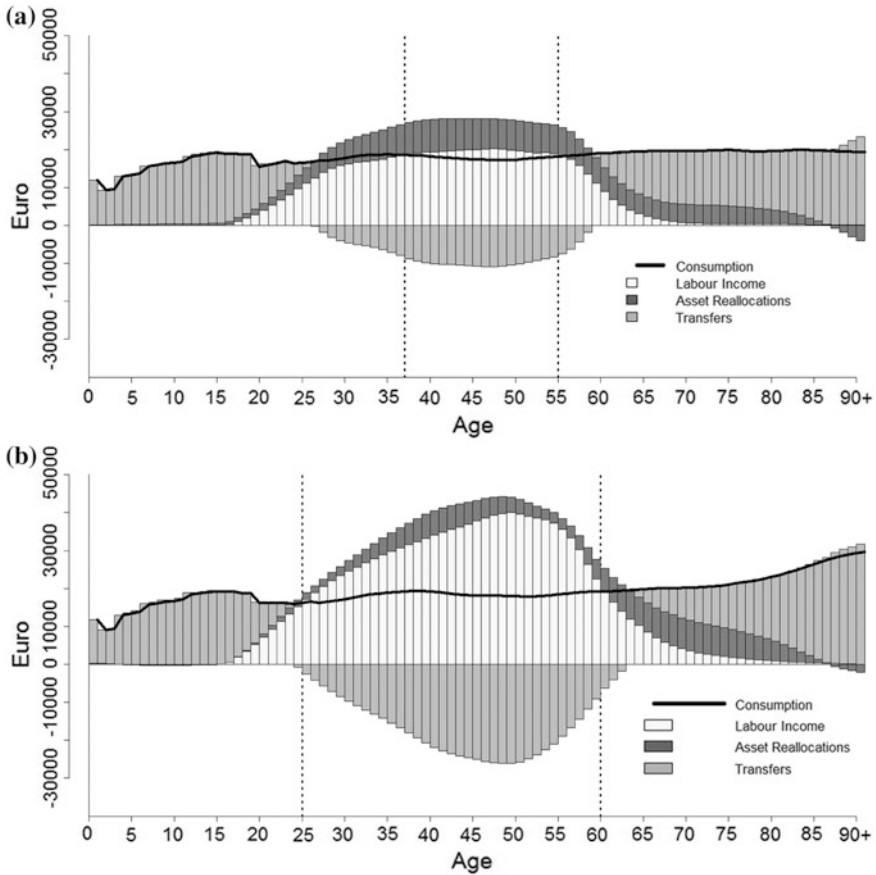 (a)
50000
30000
10000
0
-10000
-30000
Euro
Consumption
Labour Income
Asset Reallocations
Transfers
0 5 10 15 20 25 30 35 40 45 50 55 60 65 70 75 80 85 90+
Age
(b)
50000
30000
10000
0
-10000
-30000
Euro
Consumption
Labour Income
Asset Reallocations
Transfers
0 5 10 15 20 25 30 35 40 45 50 55 60 65 70 75 80 85 90+
Age